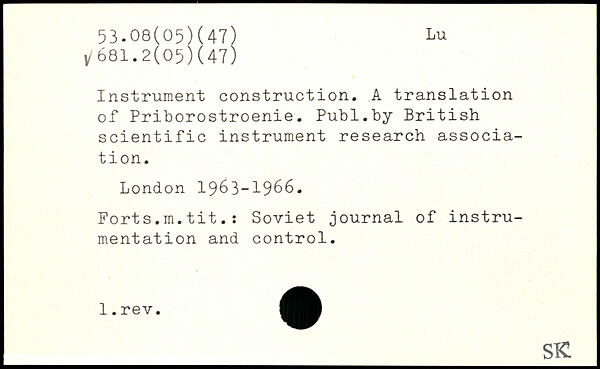 53.08(05)(47) Lu
√681.2(05)(47)
Instrument construction. A translation
of Priborostroenie. Publ.by British
scientific instrument research associa-
tion.
London 1963-1966.
Forts.m.tit.: Soviet journal of instru-
mentation and control.
1.rev.
SK